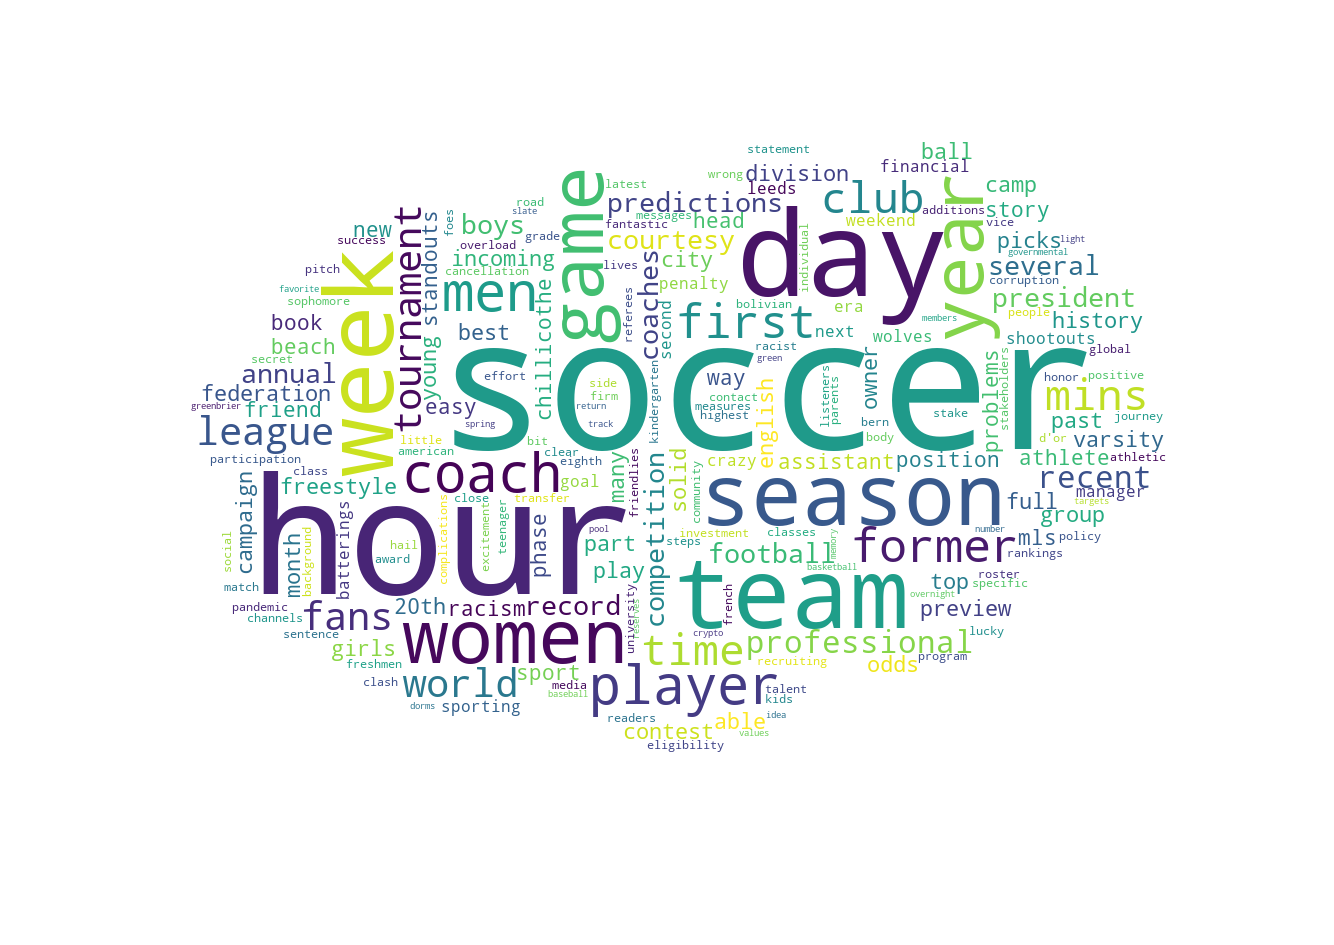 statement
ball
wrong
division
financial
latest
leeds
camp
game
road
predictions
club
year
slate
messages
head
additions
story
foes
boys
fantastic
weekend
vice
new
tournament
young standouts
courtesy
day
picks
light
success
overload
grade
coaches
individual
several
governmental
incoming
lives
city
pitch
cancellation
referees
penalty
corruption
week
men
favorite
sophomore
chillicothe
second
bolivian
era
president
people
first
members
history
book
best
next
wolves
shootouts
beach
soccer
racist
green
owner
problems
stakeholders
global
secret
annual
effort
kindergarten
way
listeners
parents
honor
positive
federation
side
firm
contact
mins
greenbrier
friend
easy
return
measures
stake
past
journey
league
spring
track
highest
english
bern
d'or
varsity
little
bit
body
american
clear
many
friendlies
competition
solid
community
crazy
assistant
position
athlete
athletic
participation
coach
eighth
class
goal
season
recent
freestyle
manager
campaign
hour
close
transfer
full
targets
batterings
complications
excitement
teenager
phase
number
group
social
month
background
pool
investment
classes
memory
former
mls
policy
hail
part
steps
football
rankings
award
play
basketball
match
team
top
roster
specific
fans
20th
racism
record
university
reserves
french
overnight
preview
pandemic
channels
women
crypto
lucky
sentence
girls
time
professional
program
freshmen
recruiting
odds
clash
world
sport
media
baseball
player
talent
kids
dorms
sporting
readers
able
idea
contest
values
eligibility